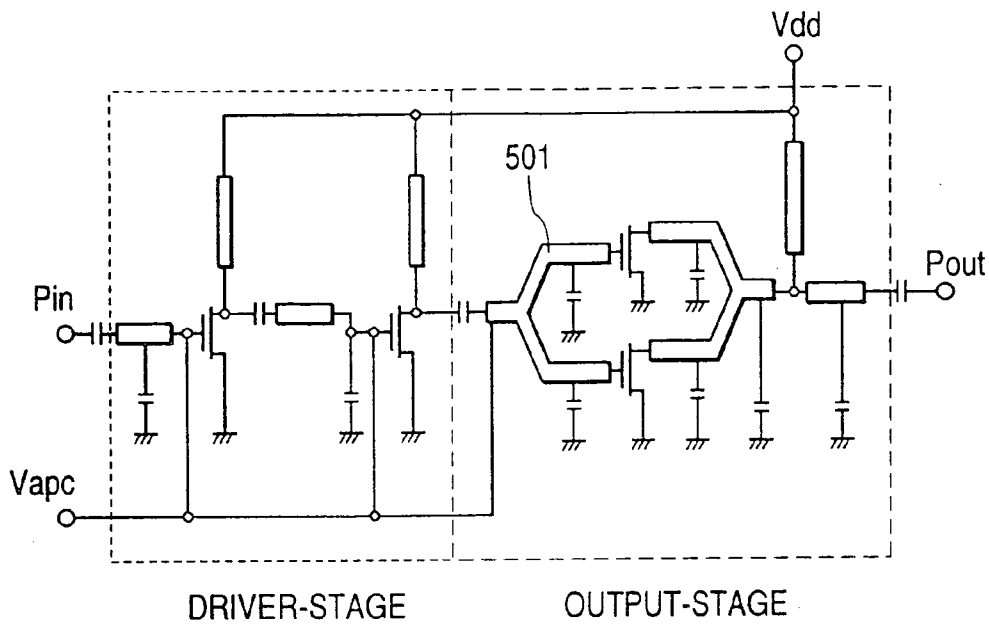 Vdd
501
Pin
Pout
Vapc
DRIVER-STAGE
OUTPUT-STAGE